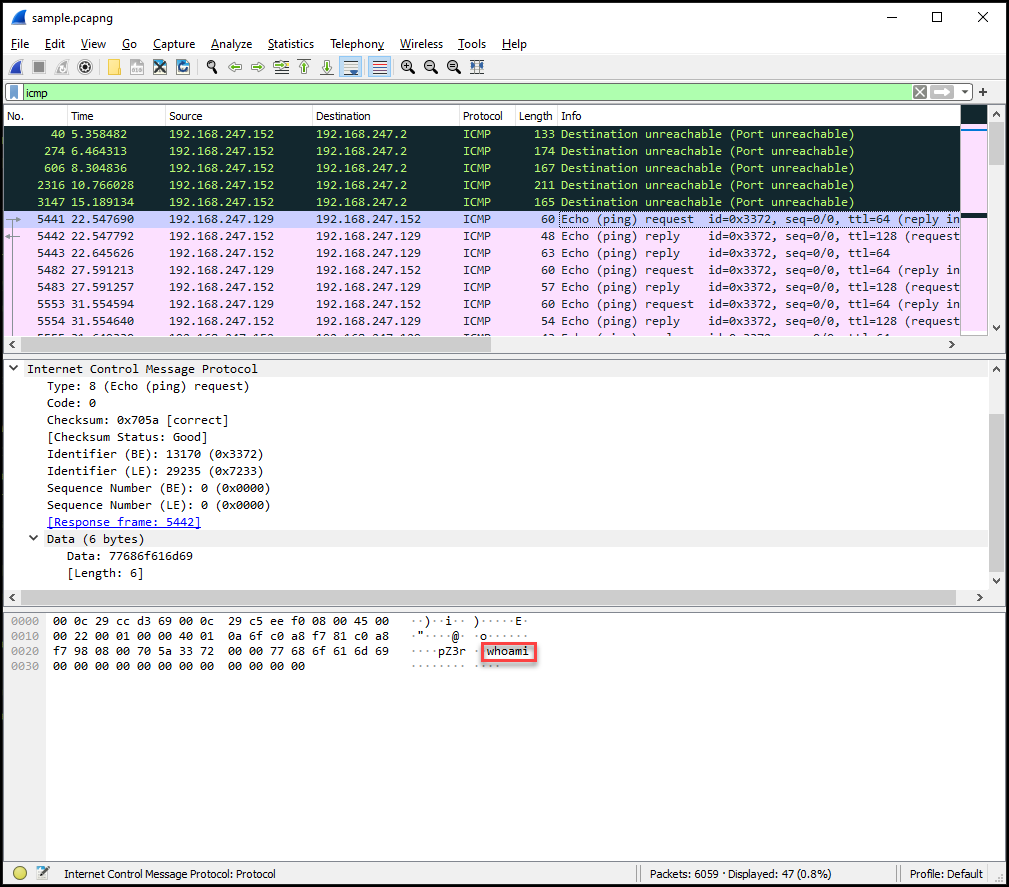 sample.pcapng
File Edit View Go Capture Analyze Statistics Telephony Wireless Tools Help
icmp
No. Time Source Destination Protocol Length Info
40 5.358482 192.168.247.152 192.168.247.2 ICMP 133 Destination unreachable (Port unreachable)
274 6.464313 192.168.247.152 192.168.247.2 ICMP 174 Destination unreachable (Port unreachable)
606 8.304836 192.168.247.152 192.168.247.2 ICMP 167 Destination unreachable (Port unreachable)
2316 10.766028 192.168.247.152 192.168.247.2 ICMP 211 Destination unreachable (Port unreachable)
3147 15.189134 192.168.247.152 192.168.247.2 ICMP 165 Destination unreachable (Port unreachable)
5441 22.547690 192.168.247.129 192.168.247.152 ICMP 60 Echo (ping) request id=0x3372, seq=0/0, ttl=64 (reply in
5442 22.547792 192.168.247.152 192.168.247.129 ICMP 48 Echo (ping) reply id=0x3372, seq=0/0, ttl=128 (request
5443 22.645626 192.168.247.152 192.168.247.129 ICMP 63 Echo (ping) reply id=0x3372, seq=0/0, ttl=64
5482 27.591213 192.168.247.129 192.168.247.152 ICMP 60 Echo (ping) request id=0x3372, seq=0/0, ttl=64 (reply in
5483 27.591257 192.168.247.152 192.168.247.129 ICMP 57 Echo (ping) reply id=0x3372, seq=0/0, ttl=128 (request
5553 31.554594 192.168.247.129 192.168.247.152 ICMP 60 Echo (ping) request id=0x3372, seq=0/0, ttl=64 (reply in
5554 31.554640 192.168.247.152 192.168.247.129 ICMP 54 Echo (ping) reply id=0x3372, seq=0/0, ttl=128 (request
Internet Control Message Protocol
Type: 8 (Echo (ping) request)
Code: 0
Checksum: 0x705a [correct]
[Checksum Status: Good]
Identifier (BE): 13170 (0x3372)
Identifier (LE): 29235 (0x7233)
Sequence Number (BE): 0 (0x0000)
Sequence Number (LE): 0 (0x0000)
[Response frame: 5442]
Data (6 bytes)
Data: 77686f616d69
[Length: 6]
0000 00 0c 29 cc d3 69 00 0c 29 c5 ee f0 08 00 45 00 ··)··i·· )·····E·
0010 00 22 00 01 00 00 40 01 0a 6f c0 a8 f7 81 c0 a8 ·"····@· ·o······
0020 f7 98 08 00 70 5a 33 72 00 00 77 68 6f 61 6d 69 ····pZ3r ··whoami
0030 00 00 00 00 00 00 00 00 00 00 00 00 ········ ····
Internet Control Message Protocol: Protocol
Packets: 6059 · Displayed: 47 (0.8%)
Profile: Default